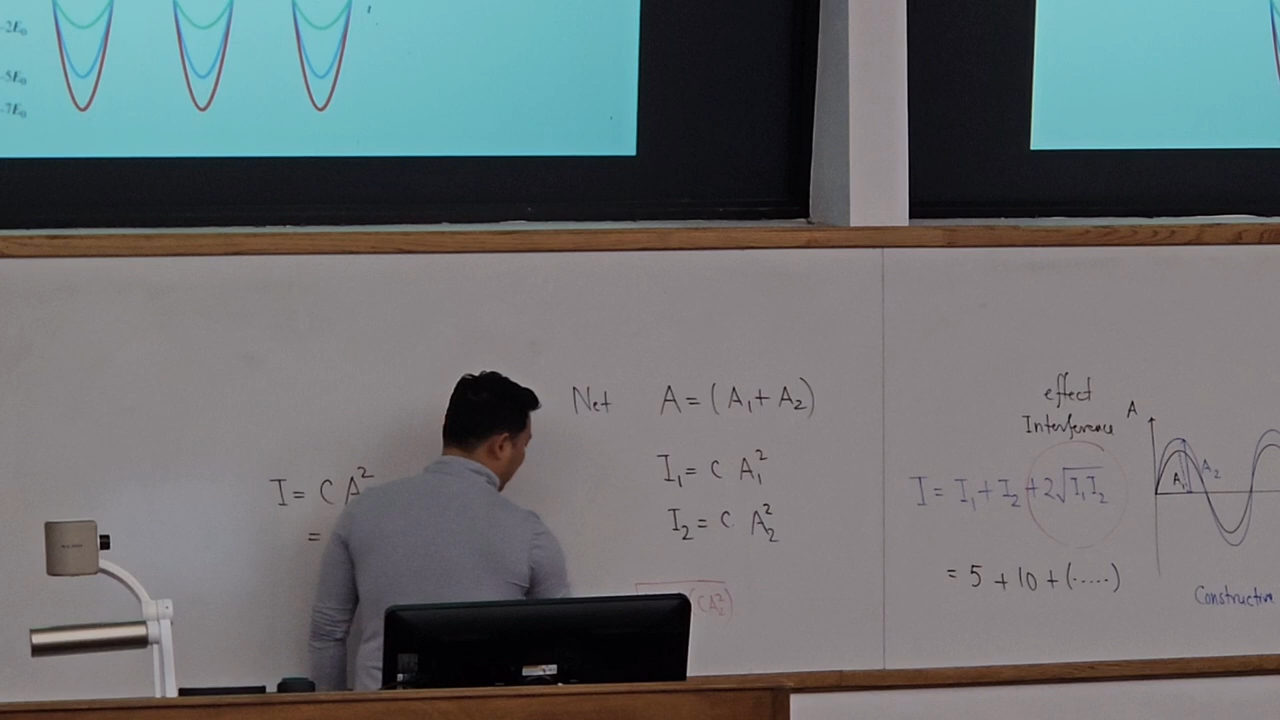 -2E₀
-5E₀
-7E₀
t
Net A = (A₁ + A₂)
I = C A²
=
I₁ = C A₁²
I₂ = C A₂²
(CA₂²)
effect
Interference
I = I₁ + I₂ + 2√I₁I₂
= 5 + 10 + (.....)
A
A₁ A₂
Constructive